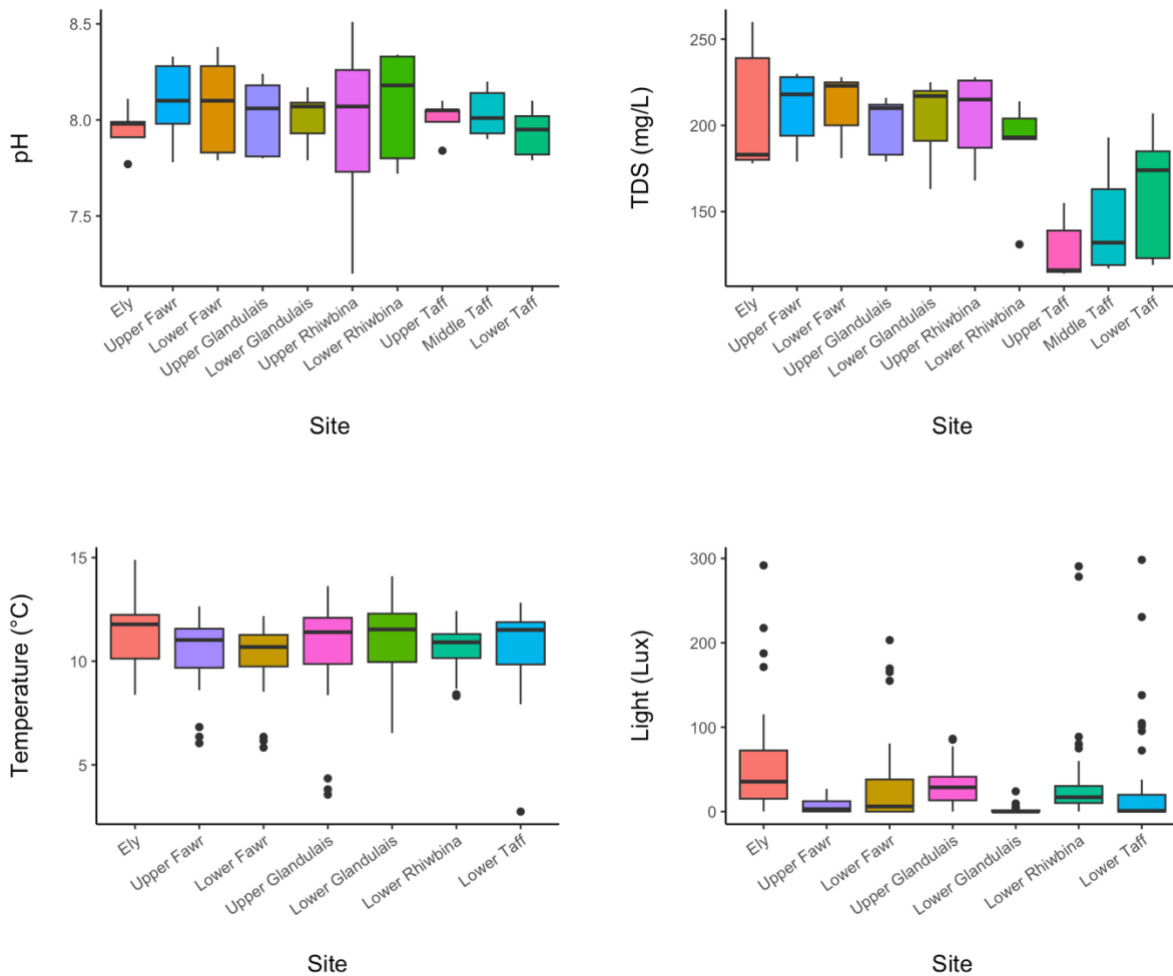 pH
8.5
8.0
7.5
Ely
Upper Fawr
Lower Fawr
Upper Glandulais
Lower Glandulais
Upper Rhiwbina
Lower Rhiwbina
Upper Taff
Middle Taff
Lower Taff
Site
TDS (mg/L)
250
200
150
Ely
Upper Fawr
Lower Fawr
Upper Glandulais
Lower Glandulais
Upper Rhiwbina
Lower Rhiwbina
Upper Taff
Middle Taff
Lower Taff
Site
Temperature (°C)
15
10
5
Ely
Upper Fawr
Lower Fawr
Upper Glandulais
Lower Glandulais
Lower Rhiwbina
Lower Taff
Site
Light (Lux)
300
200
100
0
Ely
Upper Fawr
Lower Fawr
Upper Glandulais
Lower Glandulais
Lower Rhiwbina
Lower Taff
Site